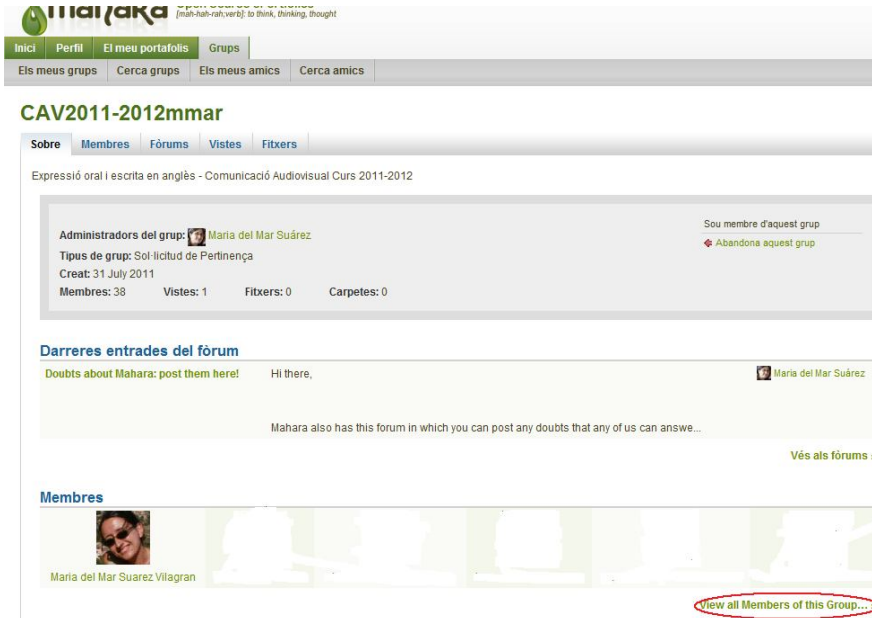 mahara
[mah-hah-rah;verb]: to think, thinking, thought
Inici Perfil El meu portafolis Grups
Els meus grups Cerca grups Els meus amics Cerca amics
CAV2011-2012mmar
Sobre Membres Fòrums Vistes Fitxers
Expressió oral i escrita en anglès - Comunicació Audiovisual Curs 2011-2012
Administradors del grup: Maria del Mar Suárez
Tipus de grup: Sol·licitud de Pertinença
Creat: 31 July 2011
Membres: 38 Vistes: 1 Fitxers: 0 Carpetes: 0
Sou membre d'aquest grup
Abandona aquest grup
Darreres entrades del fòrum
Doubts about Mahara: post them here! Hi there, Maria del Mar Suárez
Mahara also has this forum in which you can post any doubts that any of us can answe...
Vés als fòrums
Membres
Maria del Mar Suarez Vilagran
View all Members of this Group...